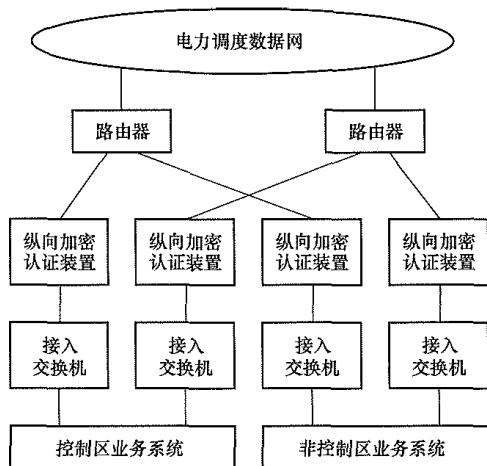 电力调度数据网
路由器
路由器
纵向加密
认证装置
纵向加密
认证装置
纵向加密
认证装置
纵向加密
认证装置
接入
交换机
接入
交换机
接入
交换机
接入
交换机
控制区业务系统
非控制区业务系统